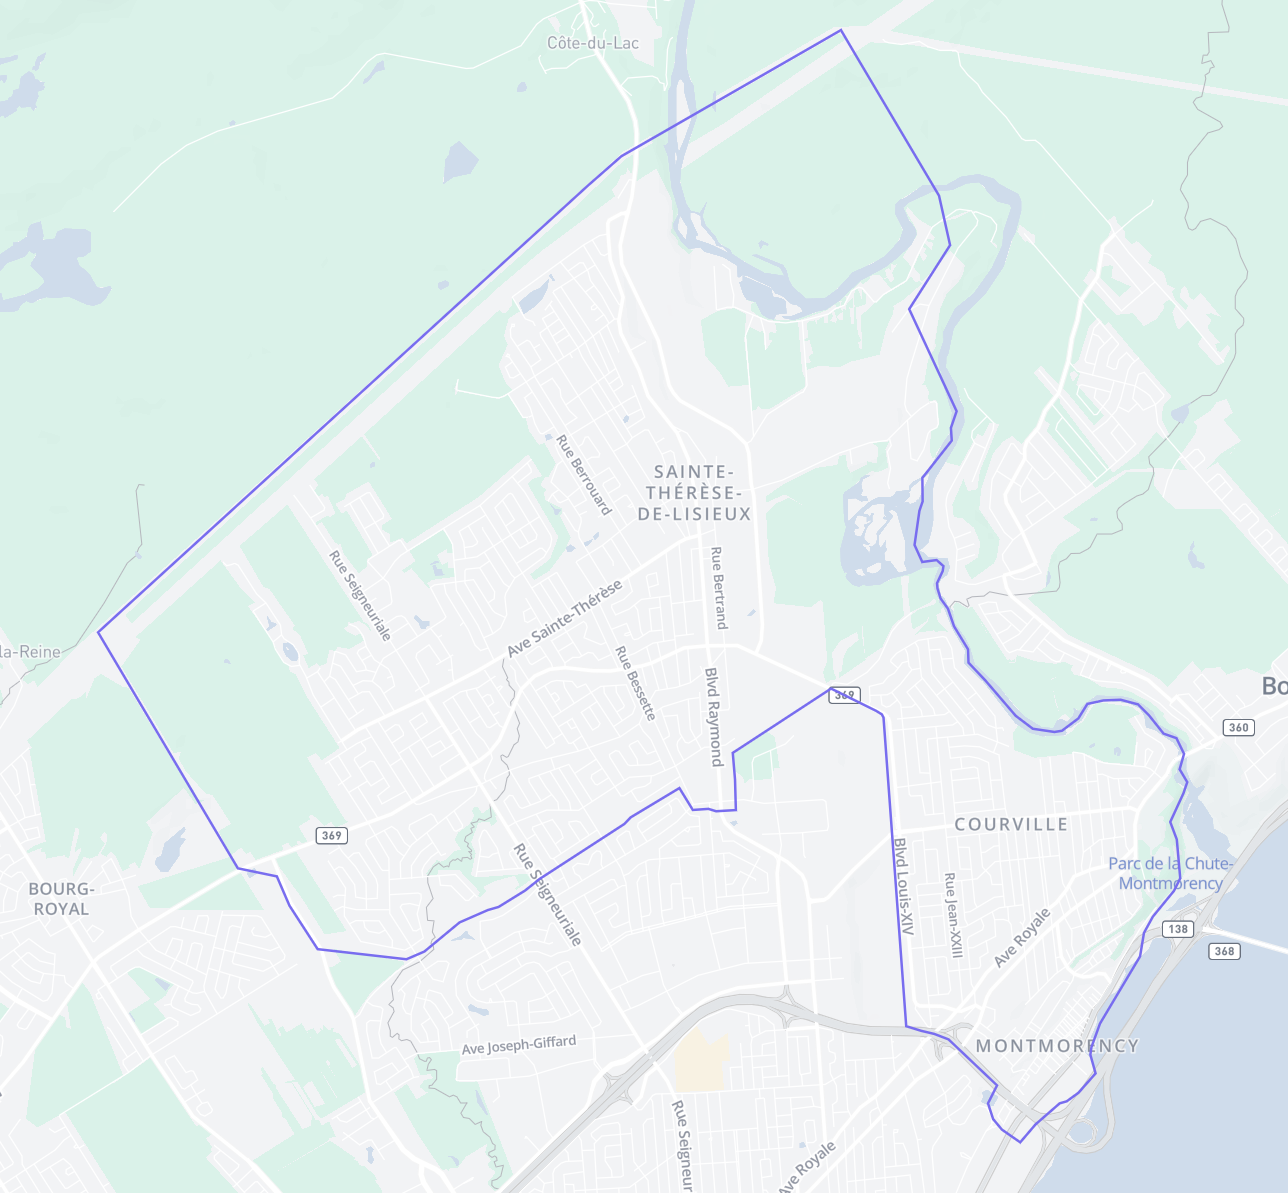 Côte-du-Lac
SAINTE-
THÉRÈSE-
DE-LISIEUX
Rue Berrouard
Rue Seigneuriale
Rue Bertrand
Ave Sainte-Thérèse
la-Reine
Rue Bessette
Blvd Raymond
369
Bo
360
369
COURVILLE
Blvd Louis-XIV
Rue Jean-XXIII
Parc de la Chute-
Montmorency
BOURG-
ROYAL
Rue Seigneuriale
Ave Royale
138
368
Ave Joseph-Giffard
MONTMORENCY
Rue Seigneur
Ave Royale